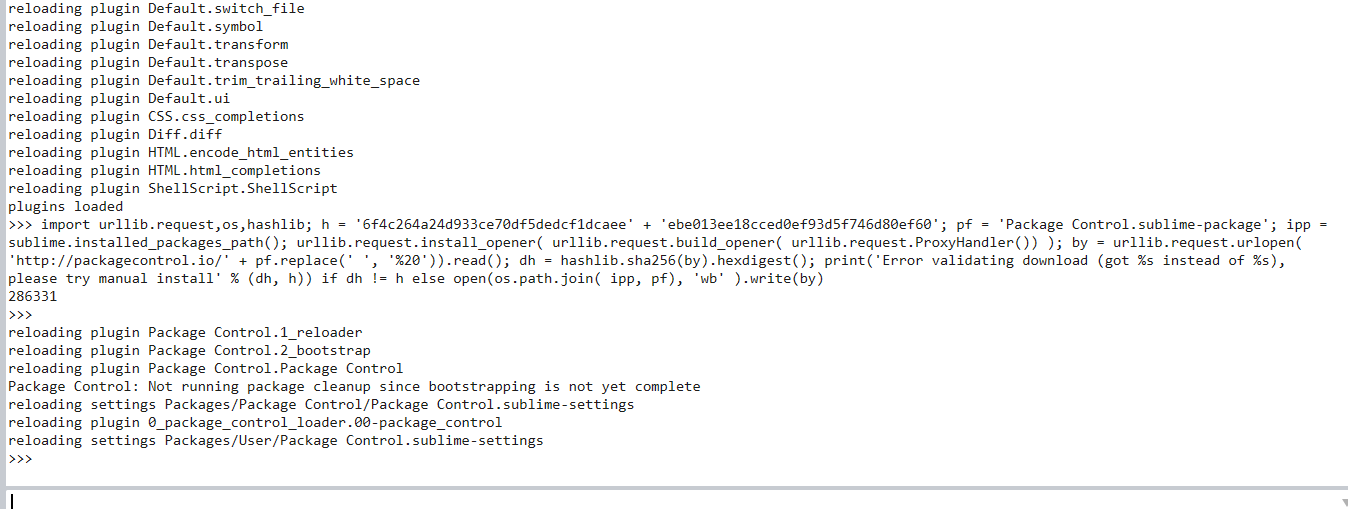 reloading plugin Default.switch_file
reloading plugin Default.symbol
reloading plugin Default.transform
reloading plugin Default.transpose
reloading plugin Default.trim_trailing_white_space
reloading plugin Default.ui
reloading plugin CSS.css_completions
reloading plugin Diff.diff
reloading plugin HTML.encode_html_entities
reloading plugin HTML.html_completions
reloading plugin ShellScript.ShellScript
plugins loaded
>>> import urllib.request,os,hashlib; h = '6f4c264a24d933ce70df5dedcf1dcaee' + 'ebe013ee18cced0ef93d5f746d80ef60'; pf = 'Package Control.sublime-package'; ipp =
sublime.installed_packages_path(); urllib.request.install_opener( urllib.request.build_opener( urllib.request.ProxyHandler()) ); by = urllib.request.urlopen(
'http://packagecontrol.io/' + pf.replace(' ', '%20')).read(); dh = hashlib.sha256(by).hexdigest(); print('Error validating download (got %s instead of %s),
please try manual install' % (dh, h)) if dh != h else open(os.path.join( ipp, pf), 'wb' ).write(by)
286331
>>>
reloading plugin Package Control.1_reloader
reloading plugin Package Control.2_bootstrap
reloading plugin Package Control.Package Control
Package Control: Not running package cleanup since bootstrapping is not yet complete
reloading settings Packages/Package Control/Package Control.sublime-settings
reloading plugin 0_package_control_loader.00-package_control
reloading settings Packages/User/Package Control.sublime-settings
>>>